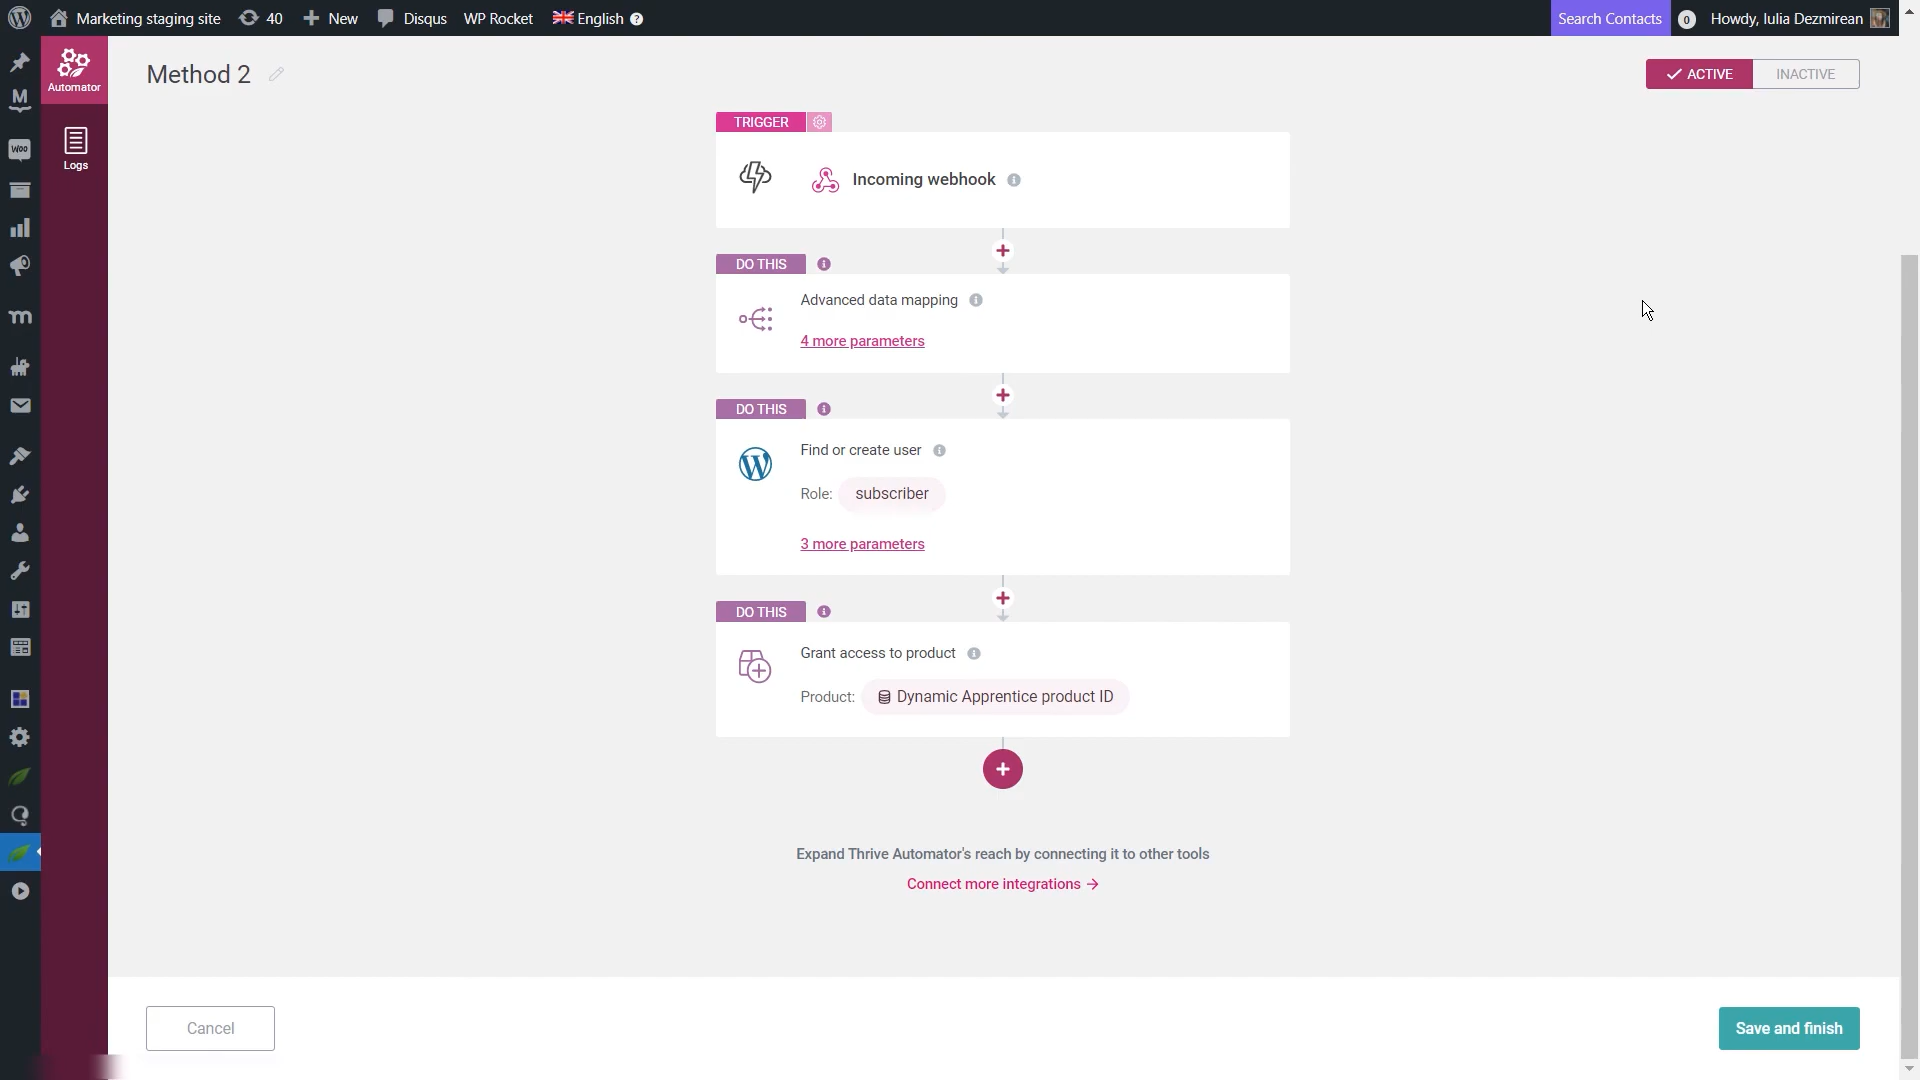 Marketing staging site 40 New Disqus WP Rocket English ? Search Contacts 0 Howdy, Iulia Dezmirean
Automator
Logs
Method 2
ACTIVE INACTIVE
TRIGGER
Incoming webhook
DO THIS
Advanced data mapping
4 more parameters
DO THIS
Find or create user
Role: subscriber
3 more parameters
DO THIS
Grant access to product
Product: Dynamic Apprentice product ID
Expand Thrive Automator's reach by connecting it to other tools
Connect more integrations →
Cancel Save and finish